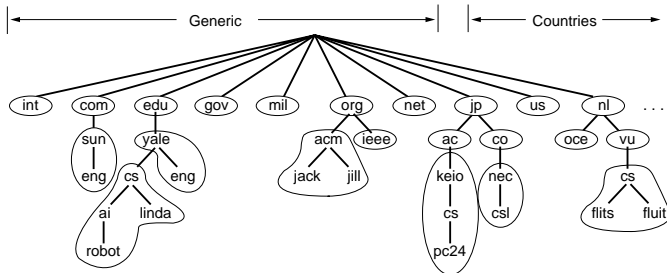 Generic Countries
int com edu gov mil org net jp us nl ...
sun yale acm ieee ac co oce vu
eng cs eng jack jill keio nec cs
ai linda cs csl flits fluit
robot pc24